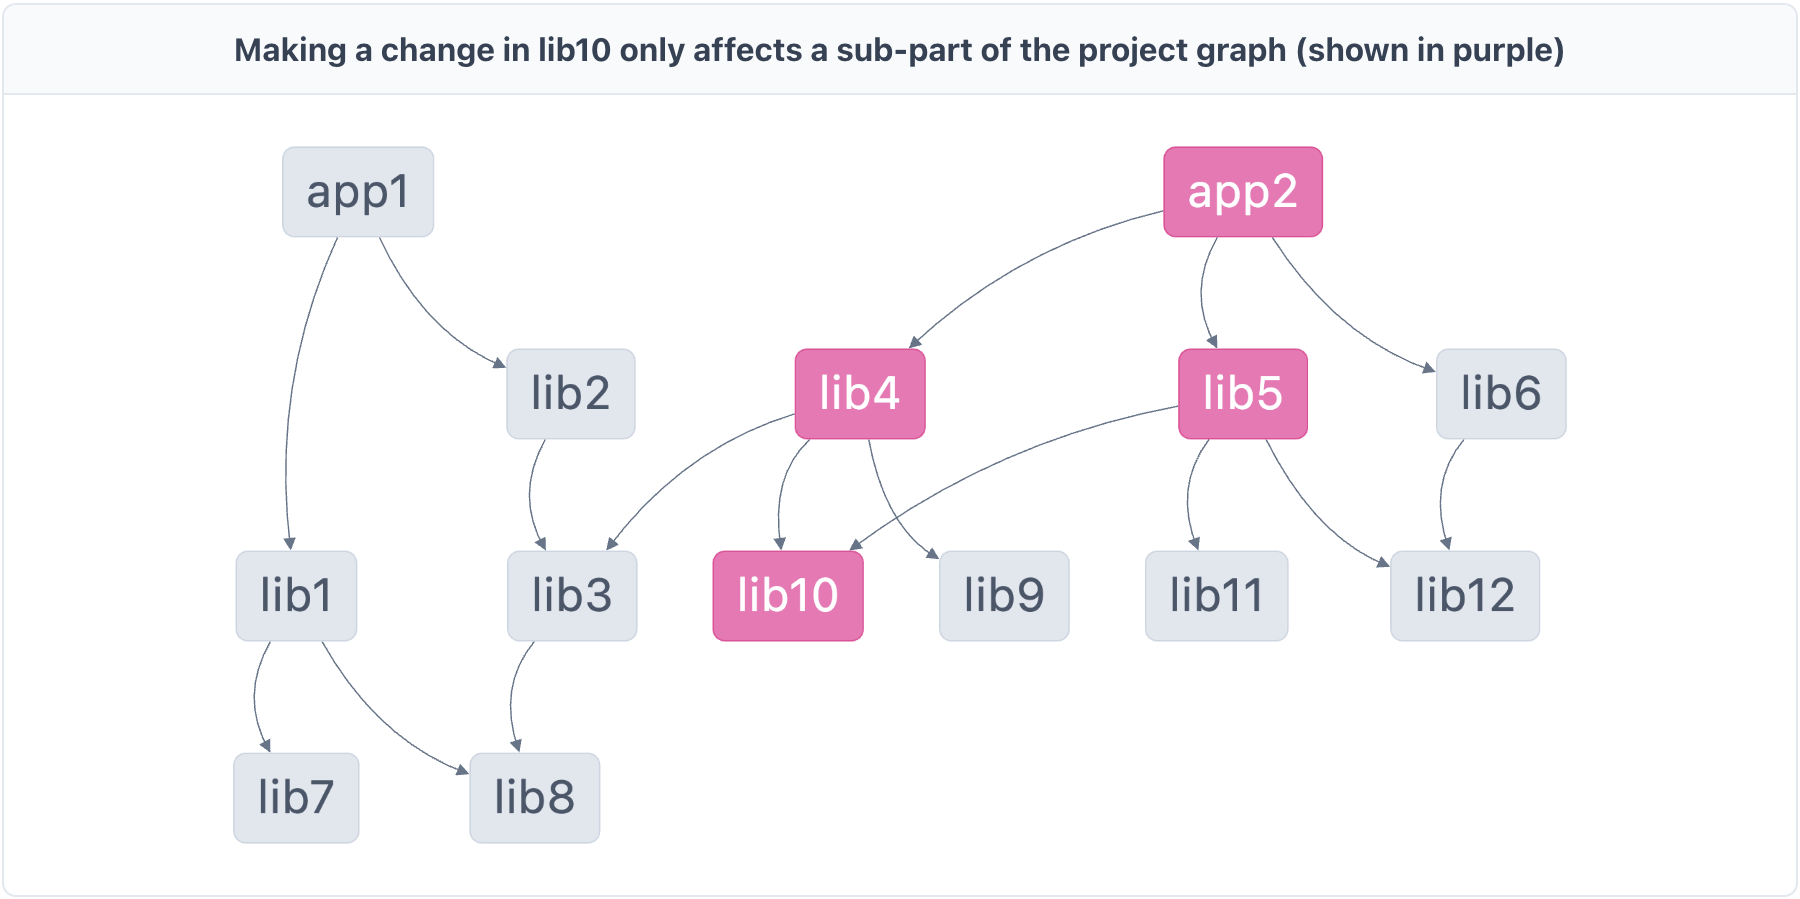 Making a change in lib10 only affects a sub-part of the project graph (shown in purple)
app1
app2
lib2
lib4
lib5
lib6
lib1
lib3
lib10
lib9
lib11
lib12
lib7
lib8